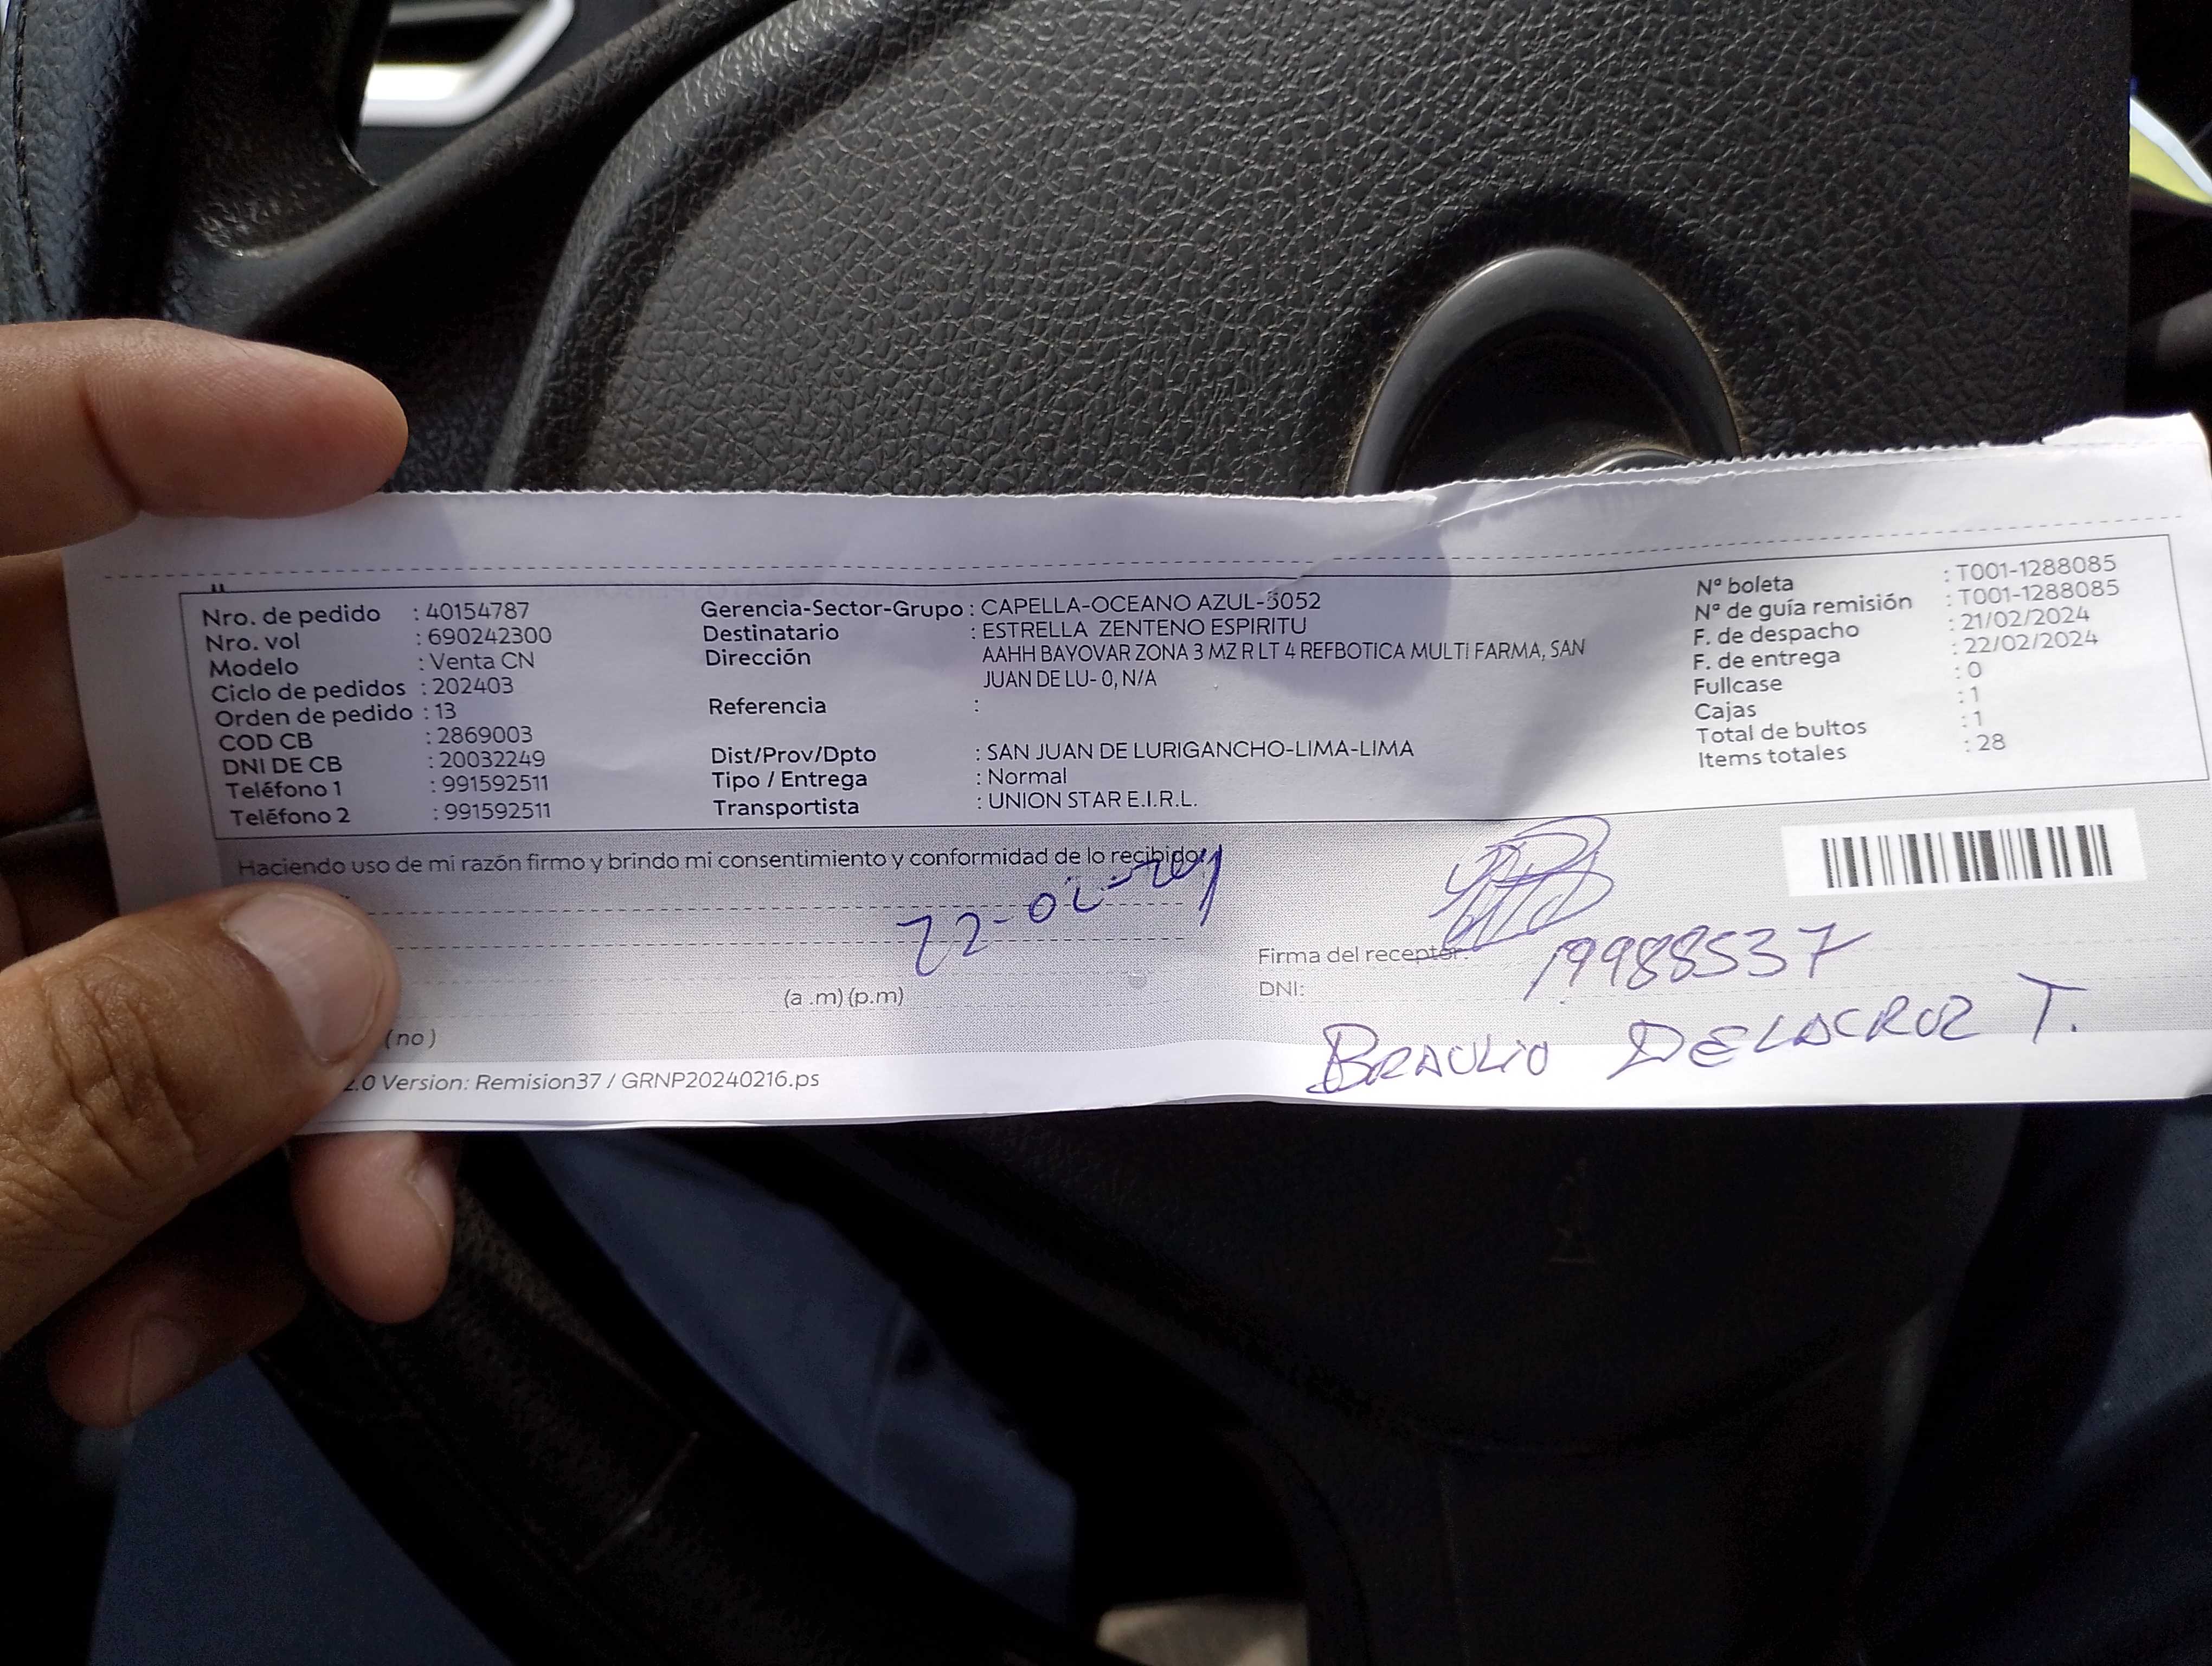 Nro. de pedido : 40154787
Nro. vol : 690242300
Modelo : Venta CN
Ciclo de pedidos : 202403
Orden de pedido : 13
COD CB : 2869003
DNI DE CB : 20032249
Teléfono 1 : 991592511
Teléfono 2 : 991592511
Gerencia-Sector-Grupo : CAPELLA-OCEANO AZUL-5052
Destinatario : ESTRELLA ZENTENO ESPIRITU
Dirección AAHH BAYOVAR ZONA 3 MZ R LT 4 REFBOTICA MULTI FARMA, SAN
JUAN DE LU- 0, N/A
Referencia :
Dist/Prov/Dpto : SAN JUAN DE LURIGANCHO-LIMA-LIMA
Tipo / Entrega : Normal
Transportista : UNION STAR E.I.R.L.
Nº boleta : T001-1288085
Nº de guía remisión : T001-1288085
F. de despacho : 21/02/2024
F. de entrega : 22/02/2024
Fullcase : 0
Cajas : 1
Total de bultos : 1
Items totales : 28
Haciendo uso de mi razón firmo y brindo mi consentimiento y conformidad de lo recibido:
22-02-
Firma del receptor:
19988537
DNI:
(a .m) (p.m)
BRAULIO DELACROZ T.
(no)
2.0 Version: Remision37 / GRNP20240216.ps